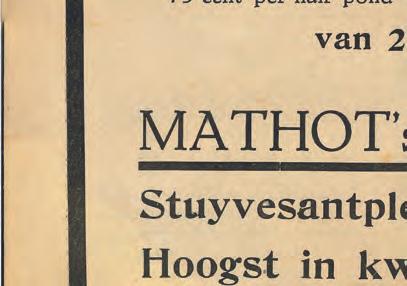 75 cent per half pond
van 2
MATHOT's
Stuyvesantple
Hoogst in kw